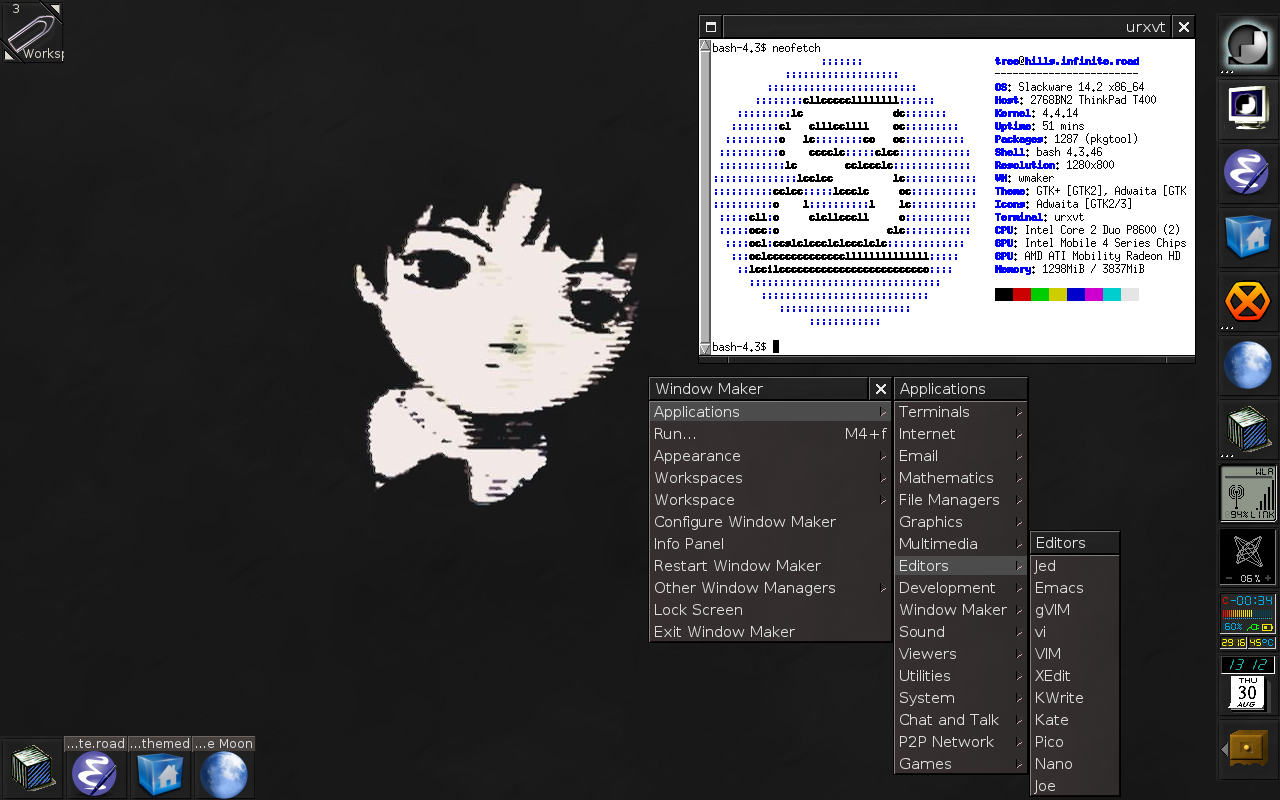 3
Worksp
urxvt
bash-4.3$ neofetch
tree@hills.infinite.road
------------------------
OS: Slackware 14.2 x86_64
Host: 2768BN2 ThinkPad T400
Kernel: 4.4.14
Uptime: 51 mins
Packages: 1287 (pkgtool)
Shell: bash 4.3.46
Resolution: 1280x800
WM: wmaker
Theme: GTK+ [GTK2], Adwaita [GTK
Icons: Adwaita [GTK2/3]
Terminal: urxvt
CPU: Intel Core 2 Duo P8600 (2)
GPU: Intel Mobile 4 Series Chips
GPU: AMD ATI Mobility Radeon HD
Memory: 1298MiB / 3837MiB
bash-4.3$
Window Maker
Applications
Run... M4+f
Appearance
Workspaces
Workspace
Configure Window Maker
Info Panel
Restart Window Maker
Other Window Managers
Lock Screen
Exit Window Maker
Applications
Terminals
Internet
Email
Mathematics
File Managers
Graphics
Multimedia
Editors
Development
Window Maker
Sound
Viewers
Utilities
System
Chat and Talk
P2P Network
Games
Editors
Jed
Emacs
gVIM
vi
VIM
XEdit
KWrite
Kate
Pico
Nano
Joe
WLA
94% LINK
- 06% +
-00:34
60%
2916 45°C
13 12
THU
30
AUG
...te.road
...themed
...e Moon